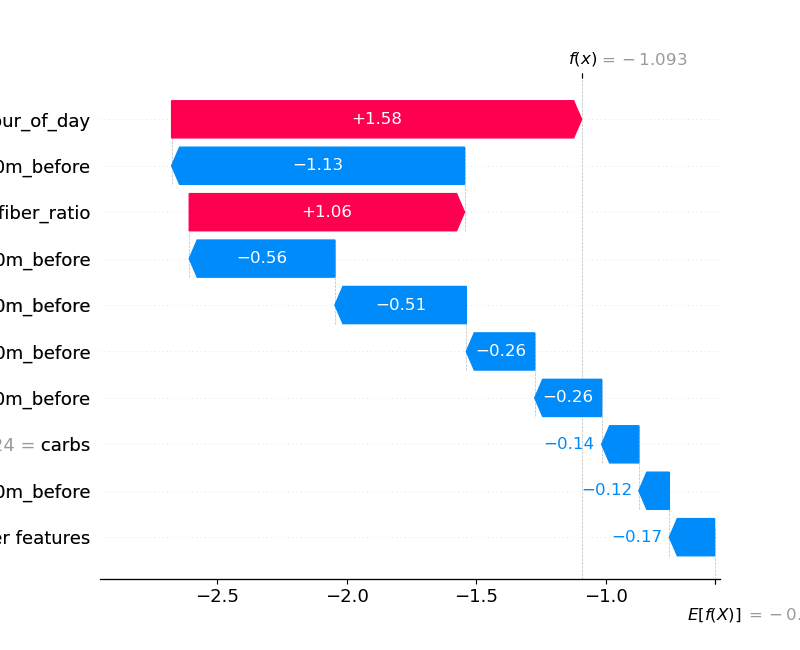 f(x) = −1.093
our_of_day +1.58
0m_before −1.13
fiber_ratio +1.06
0m_before −0.56
0m_before −0.51
0m_before −0.26
0m_before −0.26
24 = carbs −0.14
0m_before −0.12
er features −0.17
−2.5 −2.0 −1.5 −1.0
E[f(X)] = −0.